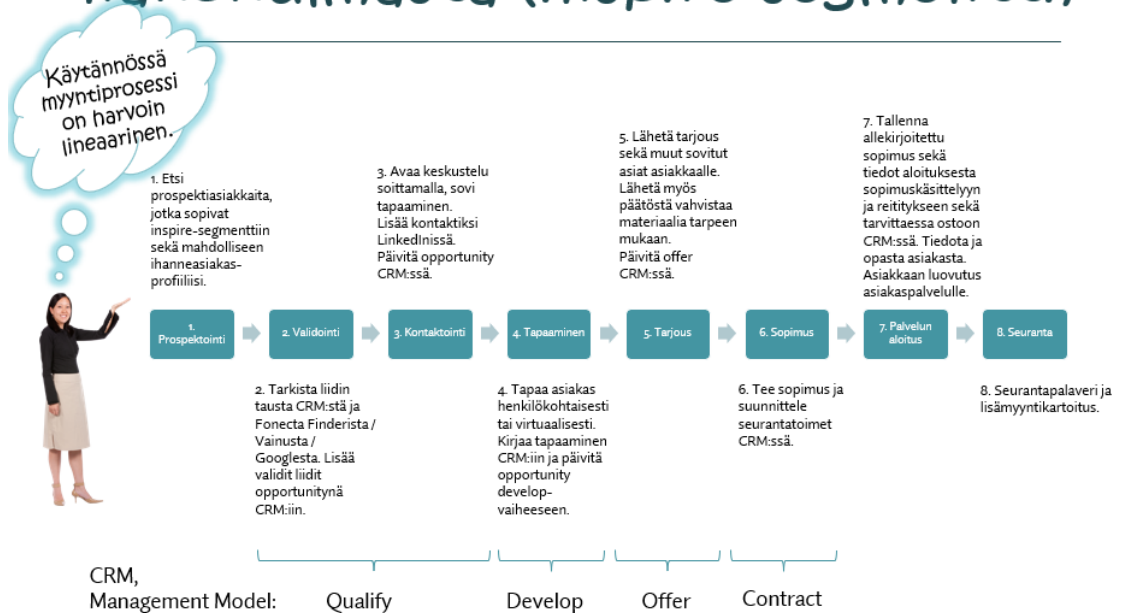 (inspire
Käytännössä
myyntiprosessi
on harvoin
lineaarinen.
1. Etsi
prospektiasiakkaita,
jotka sopivat
inspire-segmenttiin
sekä mahdolliseen
ihanneasiakas-
profiiliisi.
3. Avaa keskustelu
soittamalla, sovi
tapaaminen.
Lisää kontaktiksi
LinkedInissä.
Päivitä opportunity
CRM:ssä.
5. Lähetä tarjous
sekä muut sovitut
asiat asiakkaalle.
Lähetä myös
päätöstä vahvistaa
materiaalia tarpeen
mukaan.
Päivitä offer
CRM:ssä.
7. Tallenna
allekirjoitettu
sopimus sekä
tiedot aloituksesta
sopimuskäsittelyyn
ja reititykseen sekä
tarvittaessa ostoon
CRM:ssä. Tiedota ja
opasta asiakasta.
Asiakkaan luovutus
asiakaspalvelulle.
1.
Prospektointi
2. Validointi
3. Kontaktointi
4. Tapaaminen
5. Tarjous
6. Sopimus
7. Palvelun
aloitus
8. Seuranta
2. Tarkista liidin
tausta CRM:stä ja
Fonecta Finderista /
Vainusta /
Googlesta. Lisää
validit liidit
opportunitynä
CRM:iin.
4. Tapaa asiakas
henkilökohtaisesti
tai virtuaalisesti.
Kirjaa tapaaminen
CRM:iin ja päivitä
opportunity
develop-
vaiheeseen.
6. Tee sopimus ja
suunnittele
seurantatoimet
CRM:ssä.
8. Seurantapalaveri ja
lisämyyntikartoitus.
CRM,
Management Model:
Qualify
Develop
Offer
Contract